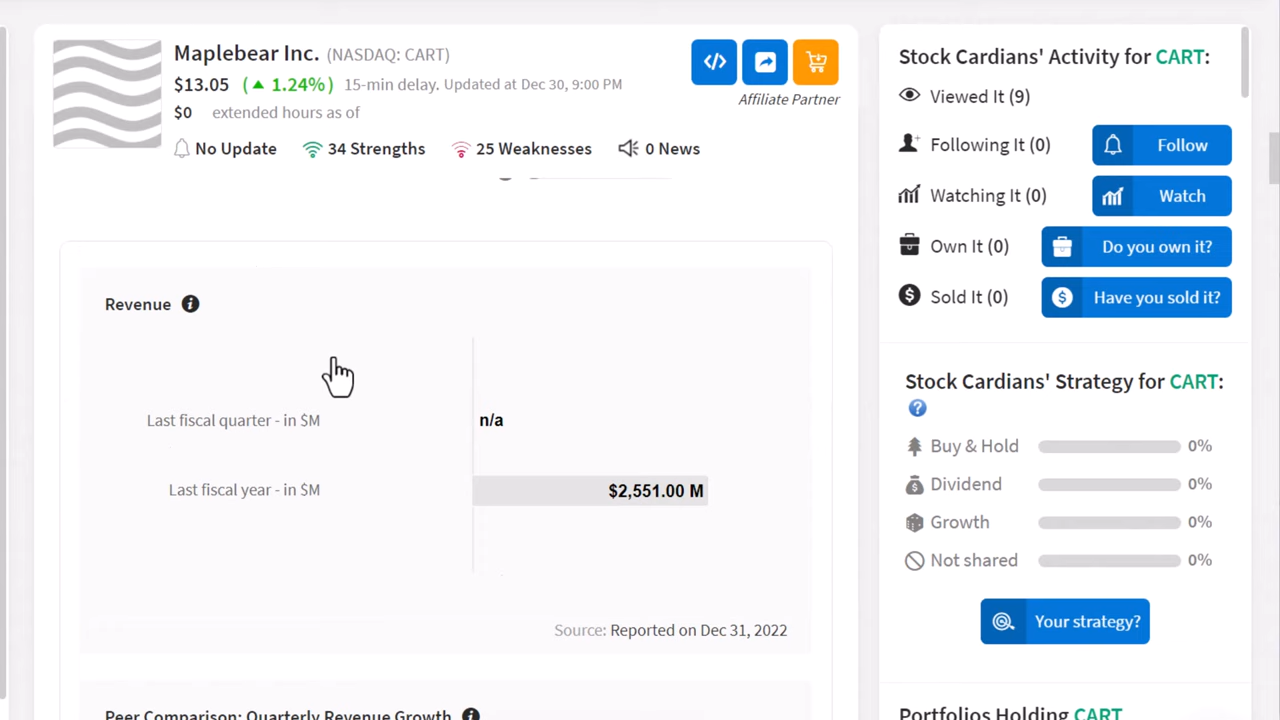 Maplebear Inc. (NASDAQ: CART)
$13.05 (▲ 1.24%) 15-min delay. Updated at Dec 30, 9:00 PM
$0 extended hours as of
Affiliate Partner
No Update 34 Strengths 25 Weaknesses 0 News
Revenue
Last fiscal quarter - in $M n/a
Last fiscal year - in $M $2,551.00 M
Source: Reported on Dec 31, 2022
Peer Comparison: Quarterly Revenue Growth
Stock Cardians' Activity for CART:
Viewed It (9)
Following It (0) Follow
Watching It (0) Watch
Own It (0) Do you own it?
Sold It (0) Have you sold it?
Stock Cardians' Strategy for CART:
Buy & Hold 0%
Dividend 0%
Growth 0%
Not shared 0%
Your strategy?
Portfolios Holding CART